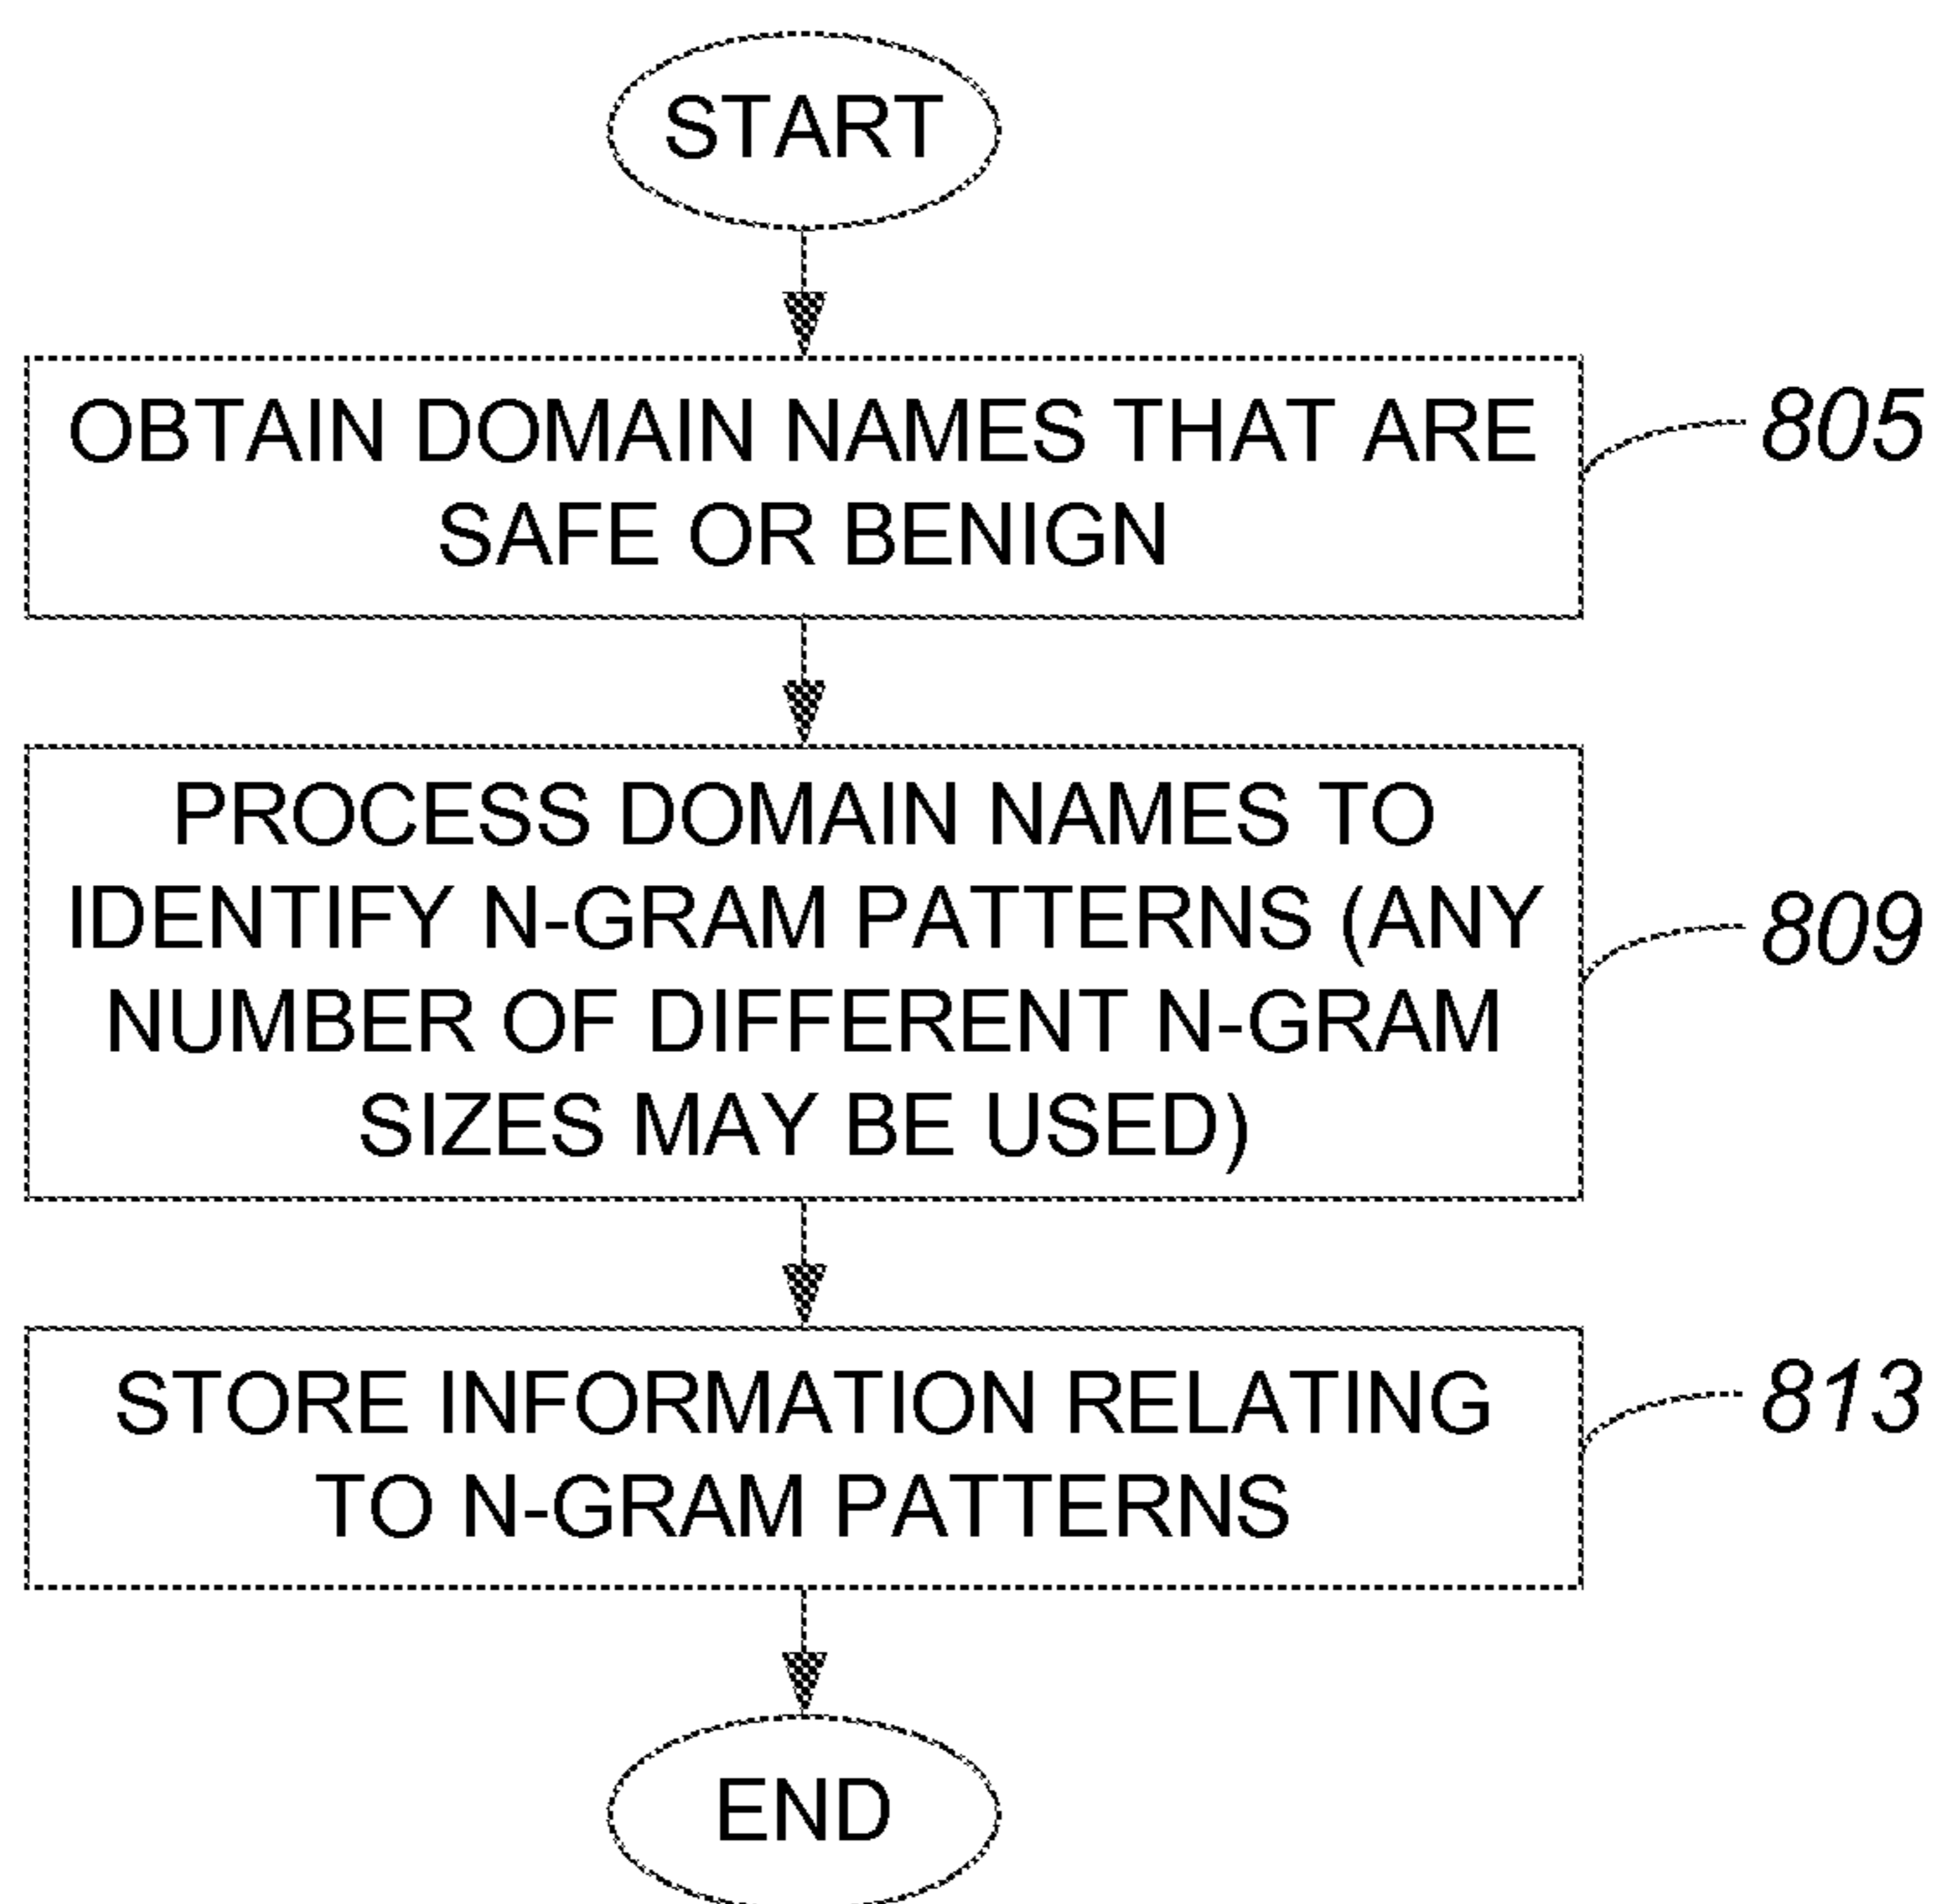 START
OBTAIN DOMAIN NAMES THAT ARE
SAFE OR BENIGN
805
PROCESS DOMAIN NAMES TO
IDENTIFY N-GRAM PATTERNS (ANY
NUMBER OF DIFFERENT N-GRAM
SIZES MAY BE USED)
809
STORE INFORMATION RELATING
TO N-GRAM PATTERNS
813
END